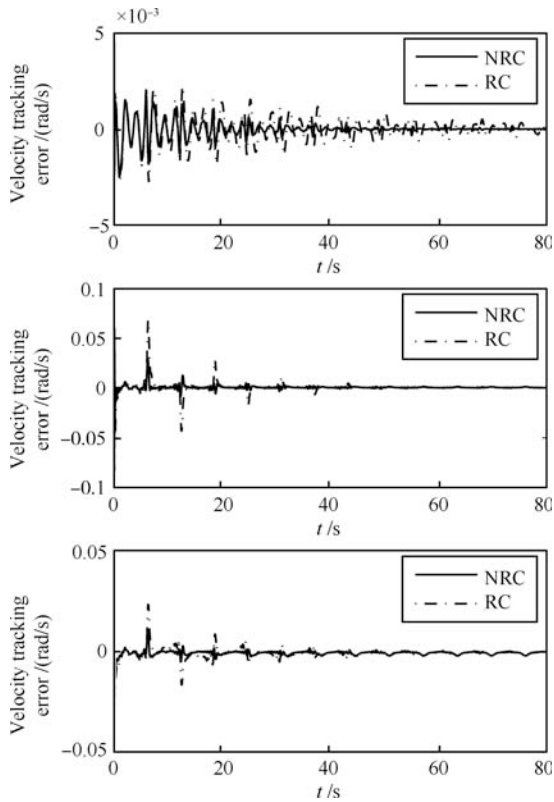 ×10⁻³
5
0
−5
Velocity tracking
error /(rad/s)
NRC
RC
0 20 40 60 80
t /s
0.1
0.05
0
−0.05
−0.1
Velocity tracking
error /(rad/s)
NRC
RC
0 20 40 60 80
t /s
0.05
0
−0.05
Velocity tracking
error /(rad/s)
NRC
RC
0 20 40 60 80
t /s